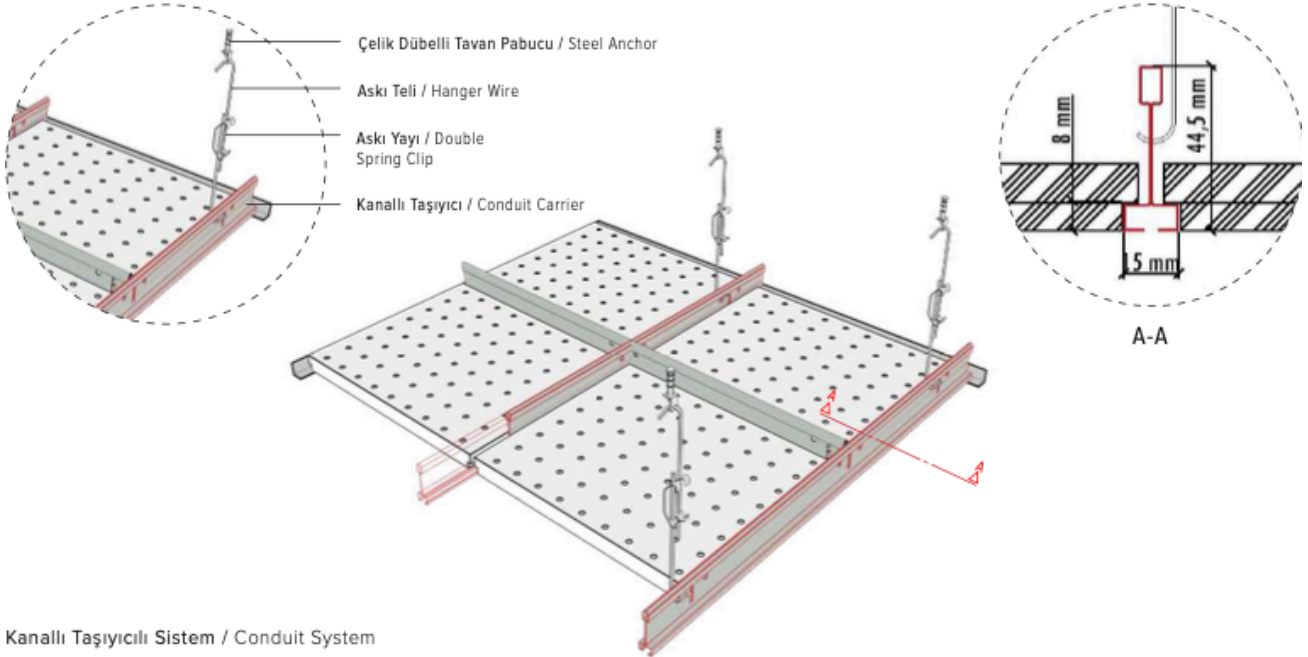 Çelik Dübelli Tavan Pabucu / Steel Anchor
Askı Teli / Hanger Wire
Askı Yayı / Double
Spring Clip
Kanallı Taşıyıcı / Conduit Carrier
8 mm
44,5 mm
15 mm
A-A
A
A
Kanallı Taşıyıcılı Sistem / Conduit System